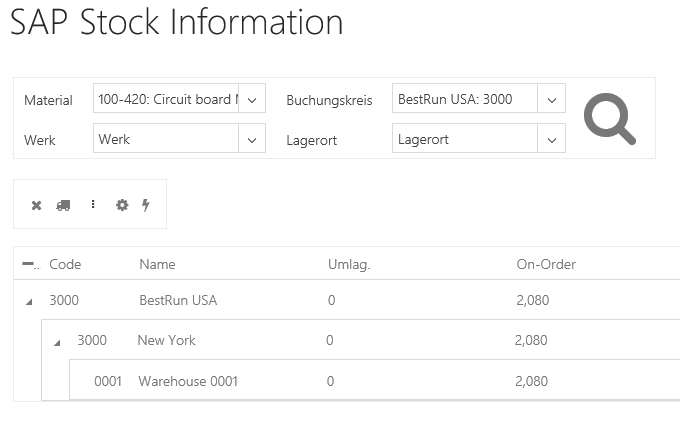 SAP Stock Information
Material 100-420: Circuit board Buchungskreis BestRun USA: 3000
Werk Werk Lagerort Lagerort
Code Name Umlag. On-Order
3000 BestRun USA 0 2,080
3000 New York 0 2,080
0001 Warehouse 0001 0 2,080